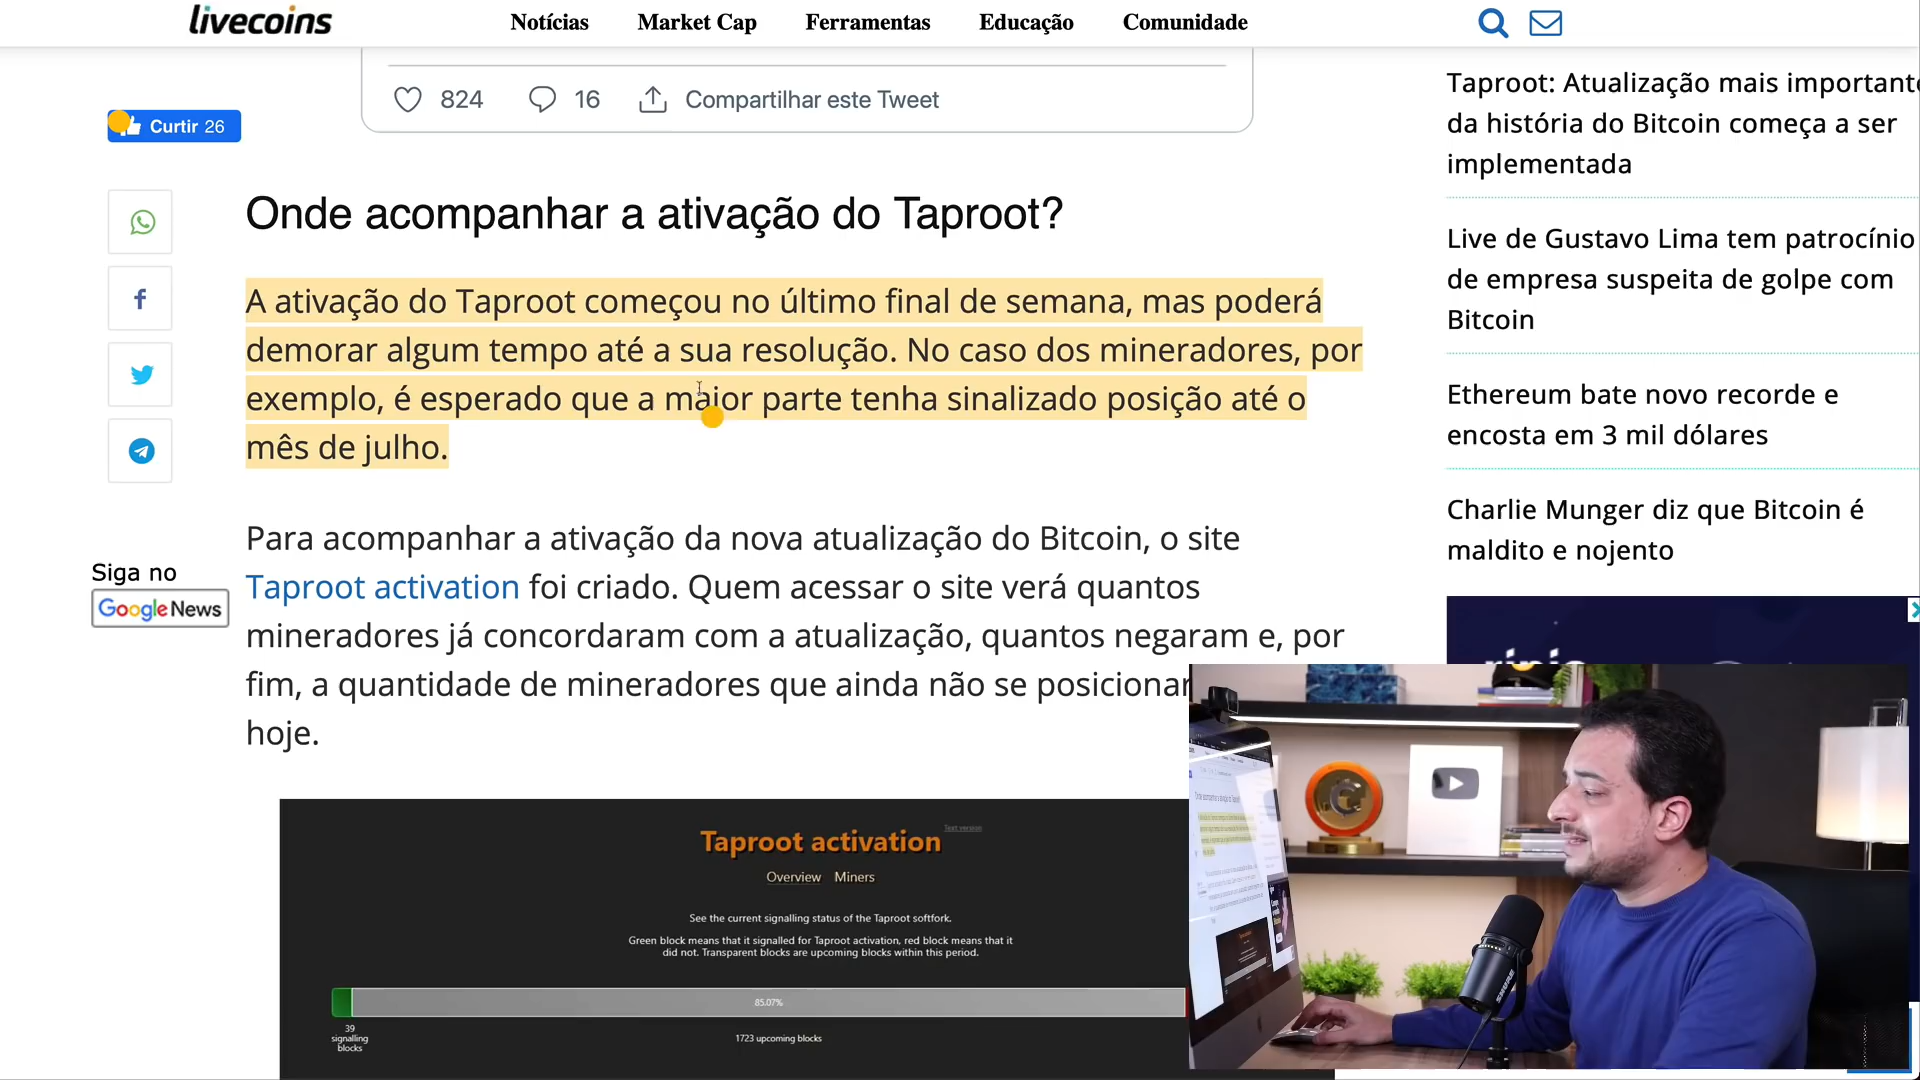 livecoins
Notícias Market Cap Ferramentas Educação Comunidade
824 16 Compartilhar este Tweet
Curtir 26
Onde acompanhar a ativação do Taproot?
A ativação do Taproot começou no último final de semana, mas poderá
demorar algum tempo até a sua resolução. No caso dos mineradores, por
exemplo, é esperado que a maior parte tenha sinalizado posição até o
mês de julho.
Para acompanhar a ativação da nova atualização do Bitcoin, o site
Taproot activation foi criado. Quem acessar o site verá quantos
mineradores já concordaram com a atualização, quantos negaram e, por
fim, a quantidade de mineradores que ainda não se posicionar
hoje.
Siga no
Google News
Taproot activation
Text version
Overview Miners
See the current signalling status of the Taproot softfork.
Green block means that it signalled for Taproot activation, red block means that it
did not. Transparent blocks are upcoming blocks within this period.
85.07%
39
signalling
blocks
1723 upcoming blocks
Taproot: Atualização mais importante
da história do Bitcoin começa a ser
implementada
Live de Gustavo Lima tem patrocínio
de empresa suspeita de golpe com
Bitcoin
Ethereum bate novo recorde e
encosta em 3 mil dólares
Charlie Munger diz que Bitcoin é
maldito e nojento
SHURE